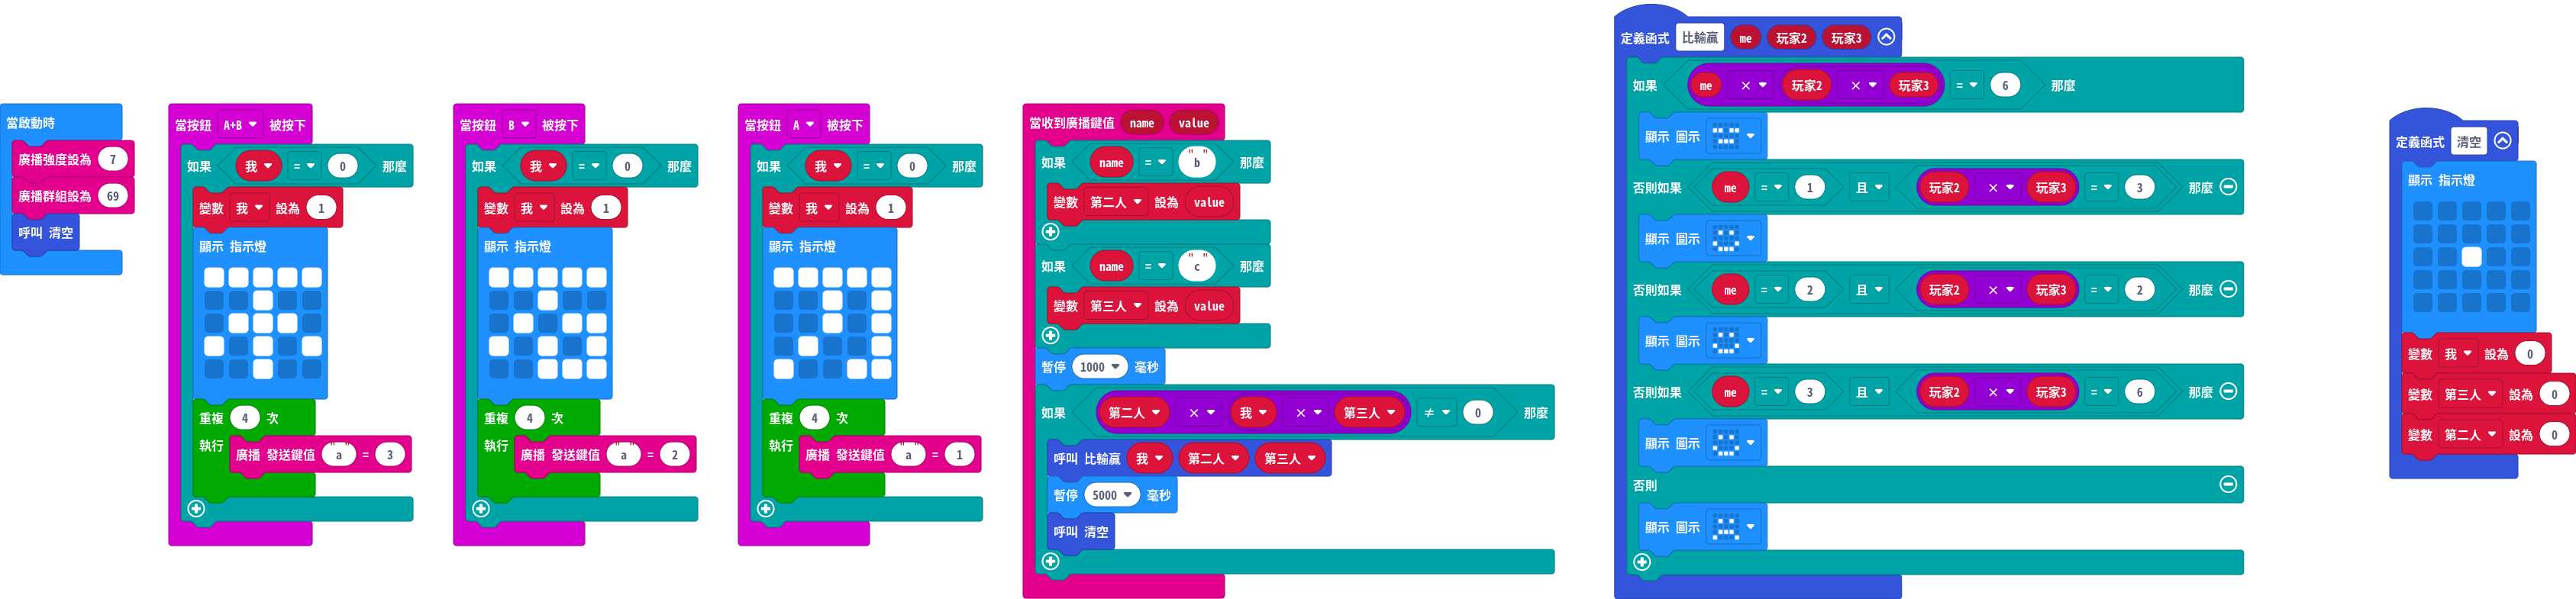 當啟動時
廣播強度設為 7
廣播群組設為 69
呼叫 清空
當按鈕 A+B 被按下
如果 我 = 0 那麼
變數 我 設為 1
顯示 指示燈
重複 4 次
執行 廣播 發送鍵值 "a" = 3
當按鈕 B 被按下
如果 我 = 0 那麼
變數 我 設為 1
顯示 指示燈
重複 4 次
執行 廣播 發送鍵值 "a" = 2
當按鈕 A 被按下
如果 我 = 0 那麼
變數 我 設為 1
顯示 指示燈
重複 4 次
執行 廣播 發送鍵值 "a" = 1
當收到廣播鍵值 name value
如果 name = "b" 那麼
變數 第二人 設為 value
如果 name = "c" 那麼
變數 第三人 設為 value
暫停 1000 毫秒
如果 第二人 × 我 × 第三人 ≠ 0 那麼
呼叫 比輸贏 我 第二人 第三人
暫停 5000 毫秒
呼叫 清空
定義函式 比輸贏 me 玩家2 玩家3
如果 me × 玩家2 × 玩家3 = 6 那麼
顯示 圖示
否則如果 me = 1 且 玩家2 × 玩家3 = 3 那麼
顯示 圖示
否則如果 me = 2 且 玩家2 × 玩家3 = 2 那麼
顯示 圖示
否則如果 me = 3 且 玩家2 × 玩家3 = 6 那麼
顯示 圖示
否則
顯示 圖示
定義函式 清空
顯示 指示燈
變數 我 設為 0
變數 第三人 設為 0
變數 第二人 設為 0